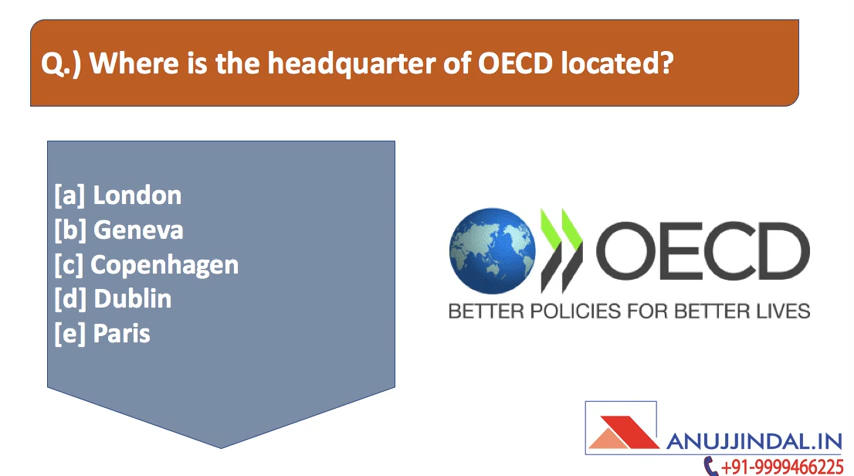 Q.) Where is the headquarter of OECD located?
[a] London
[b] Geneva
[c] Copenhagen
[d] Dublin
[e] Paris
OECD
BETTER POLICIES FOR BETTER LIVES
ANUJJINDAL.IN
+91-9999466225